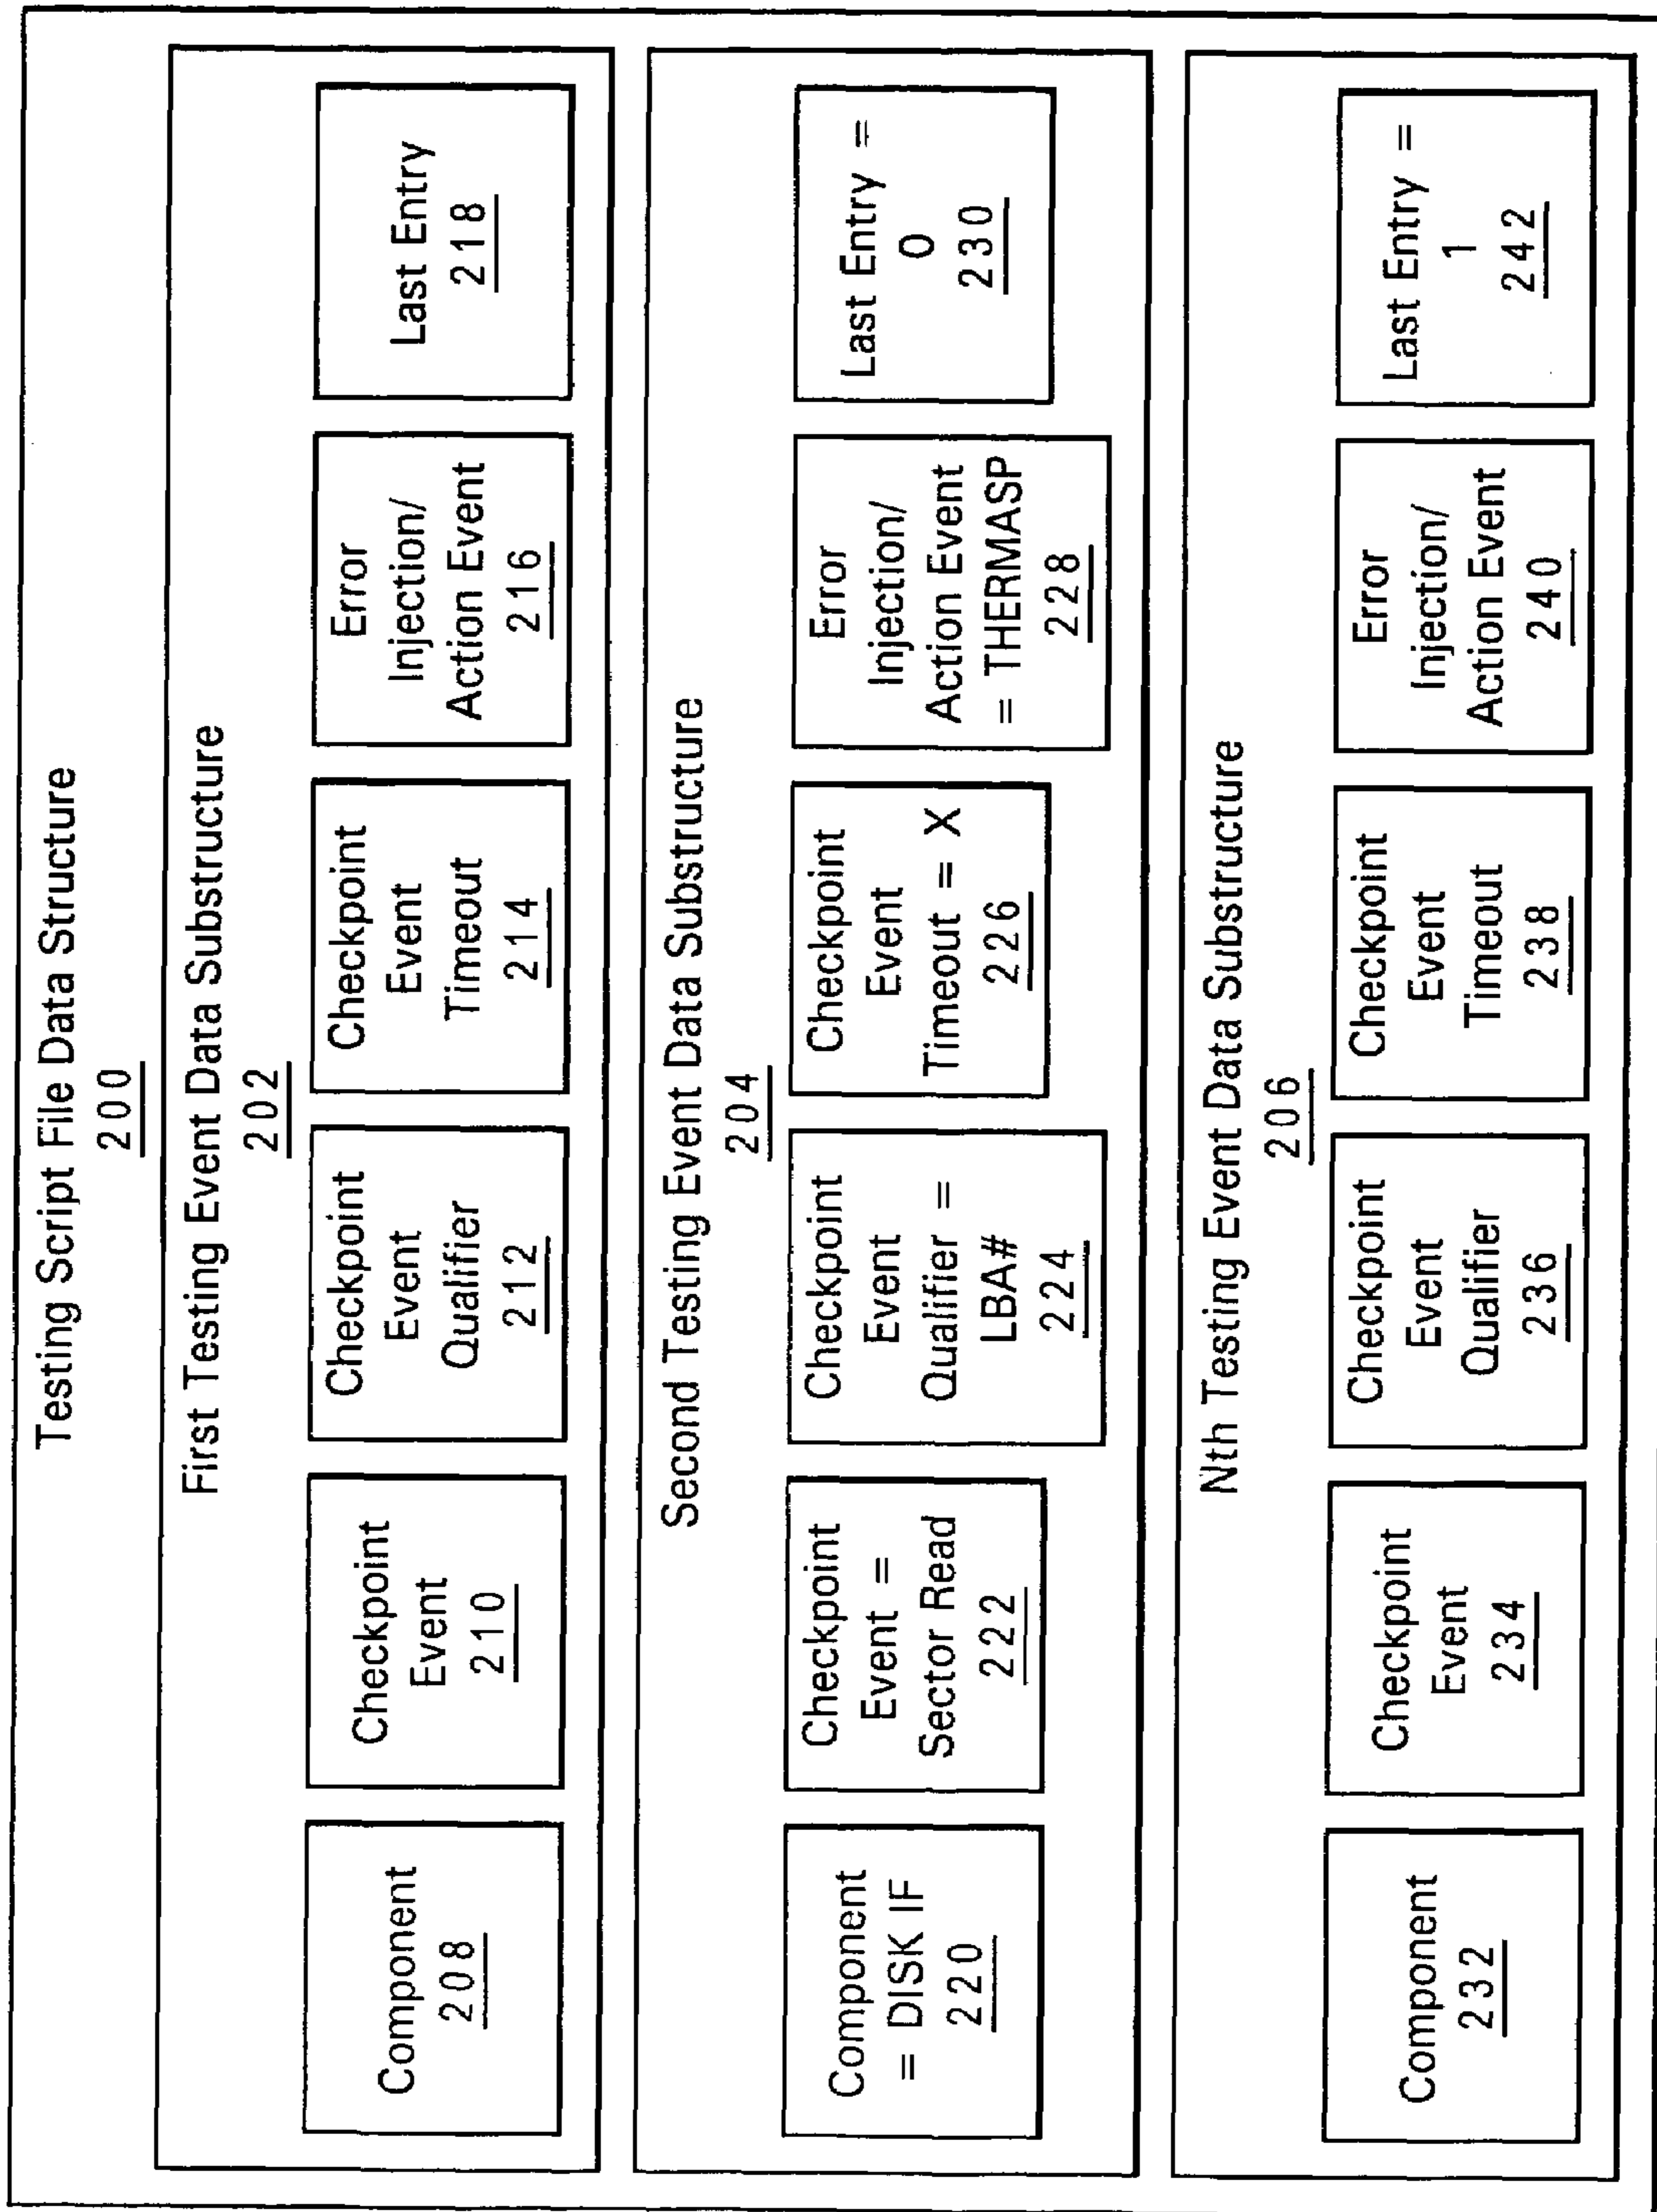 Testing Script File Data Structure
200
First Testing Event Data Substructure
202
Component
208
Checkpoint
Event
210
Checkpoint
Event
Qualifier
212
Checkpoint
Event
Timeout
214
Error
Injection/
Action Event
216
Last Entry
218
Second Testing Event Data Substructure
204
Component
= DISK IF
220
Checkpoint
Event =
Sector Read
222
Checkpoint
Event
Qualifier =
LBA#
224
Checkpoint
Event
Timeout = X
226
Error
Injection/
Action Event
= THERMASP
228
Last Entry =
0
230
Nth Testing Event Data Substructure
206
Component
232
Checkpoint
Event
234
Checkpoint
Event
Qualifier
236
Checkpoint
Event
Timeout
238
Error
Injection/
Action Event
240
Last Entry =
1
242